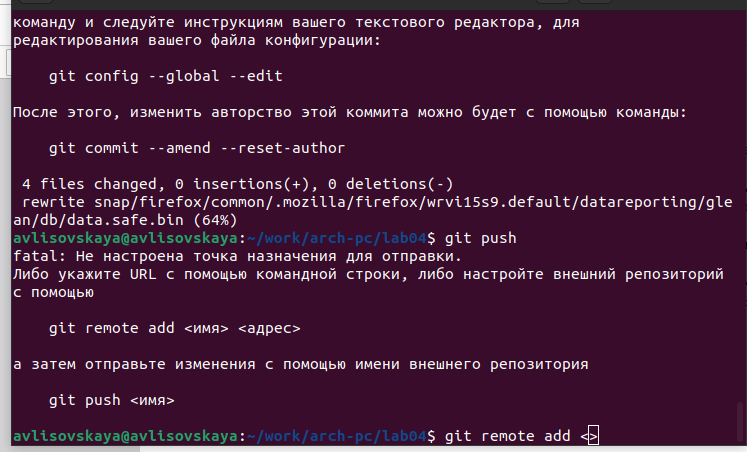 команду и следуйте инструкциям вашего текстового редактора, для
редактирования вашего файла конфигурации:
git config --global --edit
После этого, изменить авторство этой коммита можно будет с помощью команды:
git commit --amend --reset-author
4 files changed, 0 insertions(+), 0 deletions(-)
rewrite snap/firefox/common/.mozilla/firefox/wrvi15s9.default/datareporting/gle
an/db/data.safe.bin (64%)
avlisovskaya@avlisovskaya:~/work/arch-pc/lab04$ git push
fatal: Не настроена точка назначения для отправки.
Либо укажите URL с помощью командной строки, либо настройте внешний репозиторий
с помощью
git remote add <имя> <адрес>
а затем отправьте изменения с помощью имени внешнего репозитория
git push <имя>
avlisovskaya@avlisovskaya:~/work/arch-pc/lab04$ git remote add <>